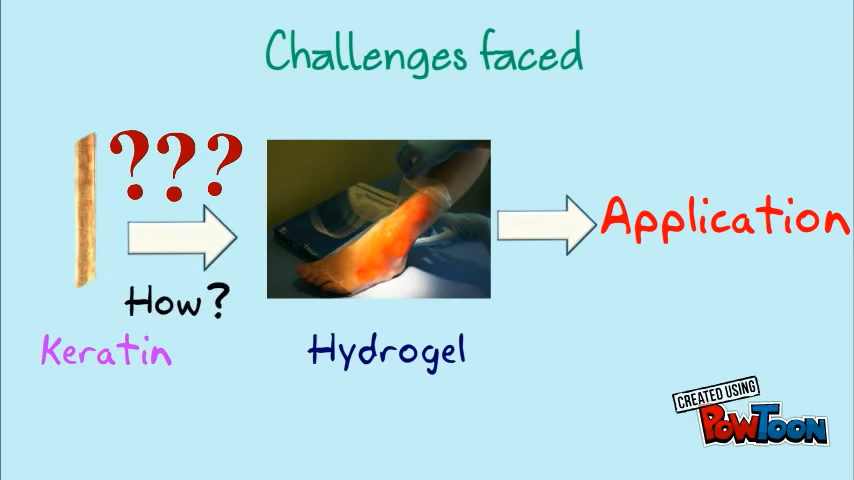 Challenges faced
???
How?
Keratin
Hydrogel
Application
CREATED USING
POWTOON